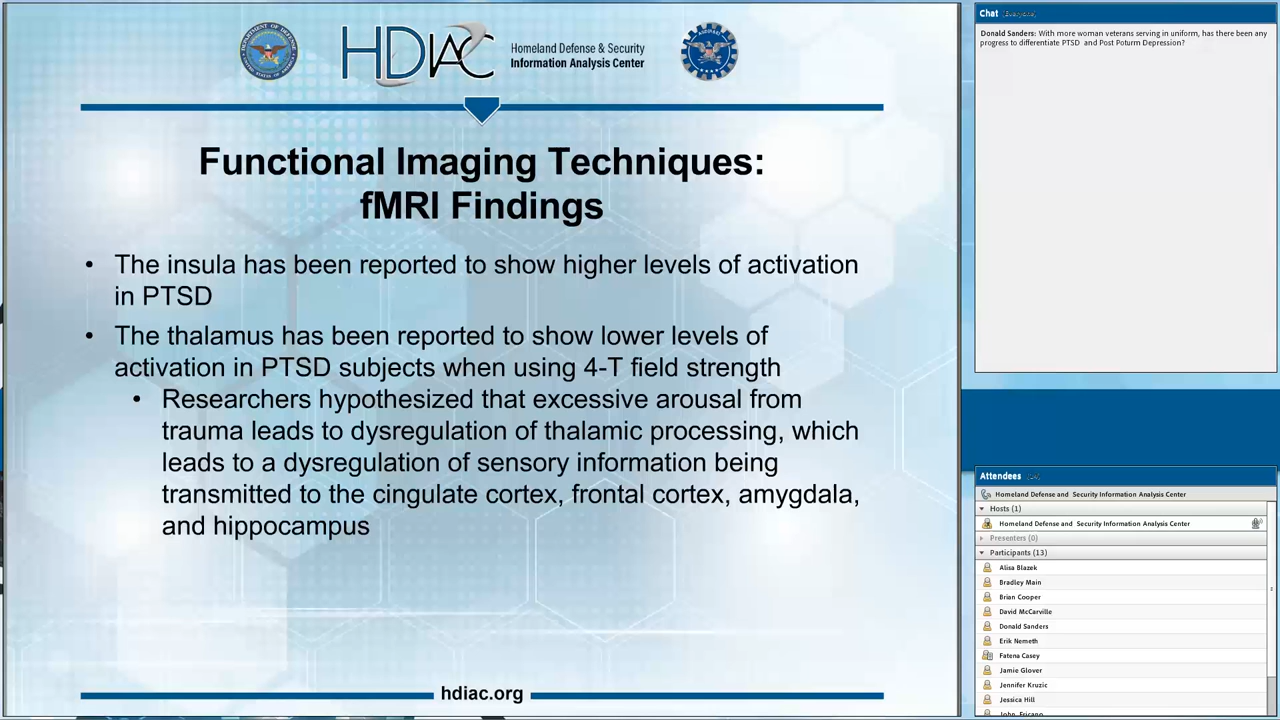 HDIAC
Homeland Defense & Security
Information Analysis Center
Functional Imaging Techniques:
fMRI Findings
• The insula has been reported to show higher levels of activation
in PTSD
• The thalamus has been reported to show lower levels of
activation in PTSD subjects when using 4-T field strength
• Researchers hypothesized that excessive arousal from
trauma leads to dysregulation of thalamic processing, which
leads to a dysregulation of sensory information being
transmitted to the cingulate cortex, frontal cortex, amygdala,
and hippocampus
hdiac.org
Chat (Everyone)
Donald Sanders: With more woman veterans serving in uniform, has there been any
progress to differentiate PTSD and Post Poturm Depression?
Attendees
Homeland Defense and Security Information Analysis Center
Hosts (1)
Homeland Defense and Security Information Analysis Center
Presenters (0)
Participants (13)
Alisa Blazek
Bradley Main
Brian Cooper
David McCarville
Donald Sanders
Erik Nemeth
Fatena Casey
Jamie Glover
Jennifer Kruzic
Jessica Hill
John Fricano